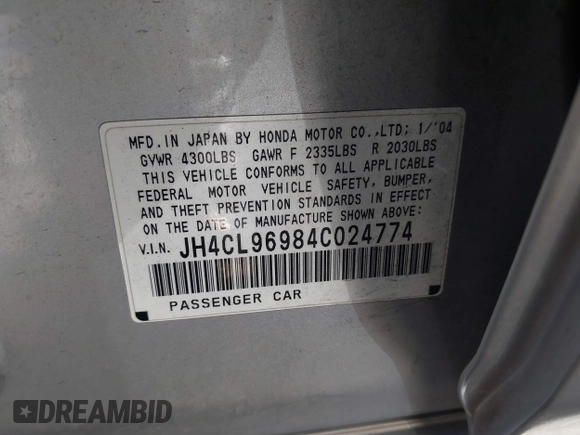 MFD.IN JAPAN BY HONDA MOTOR CO.,LTD; 1/'04
GVWR 4300LBS GAWR F 2335LBS R 2030LBS
THIS VEHICLE CONFORMS TO ALL APPLICABLE
FEDERAL MOTOR VEHICLE SAFETY, BUMPER,
AND THEFT PREVENTION STANDARDS IN EFFECT
ON THE DATE OF MANUFACTURE SHOWN ABOVE:
V.I.N. JH4CL96984C024774
PASSENGER CAR
DREAMBID